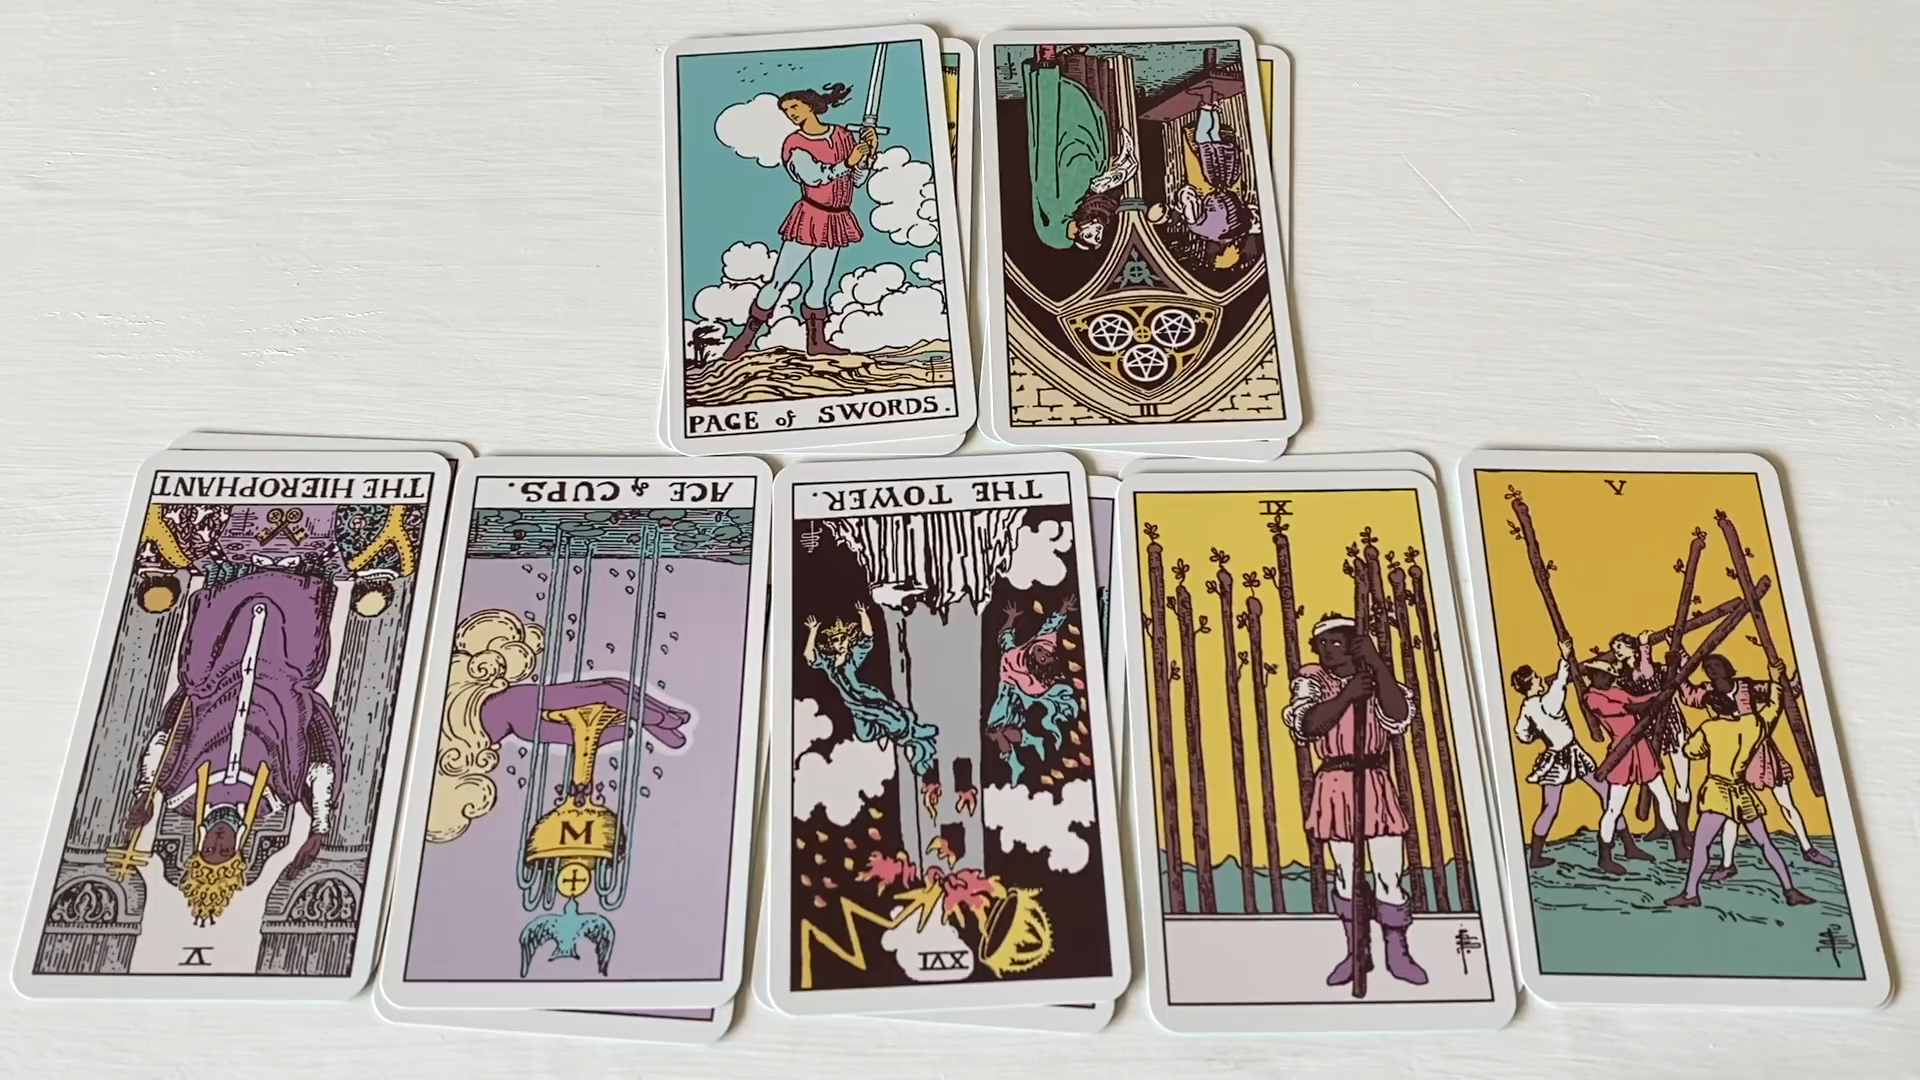 PAGE of SWORDS.
III
THE HIEROPHANT
V
ACE of CUPS.
M
THE TOWER.
XVI
IX
V